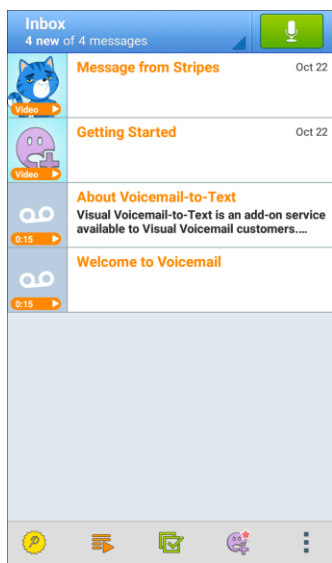 Inbox
4 new of 4 messages
Message from Stripes
Oct 22
Video
Getting Started
Oct 22
Video
About Voicemail-to-Text
Visual Voicemail-to-Text is an add-on service
available to Visual Voicemail customers....
0:15
Welcome to Voicemail
0:15
P